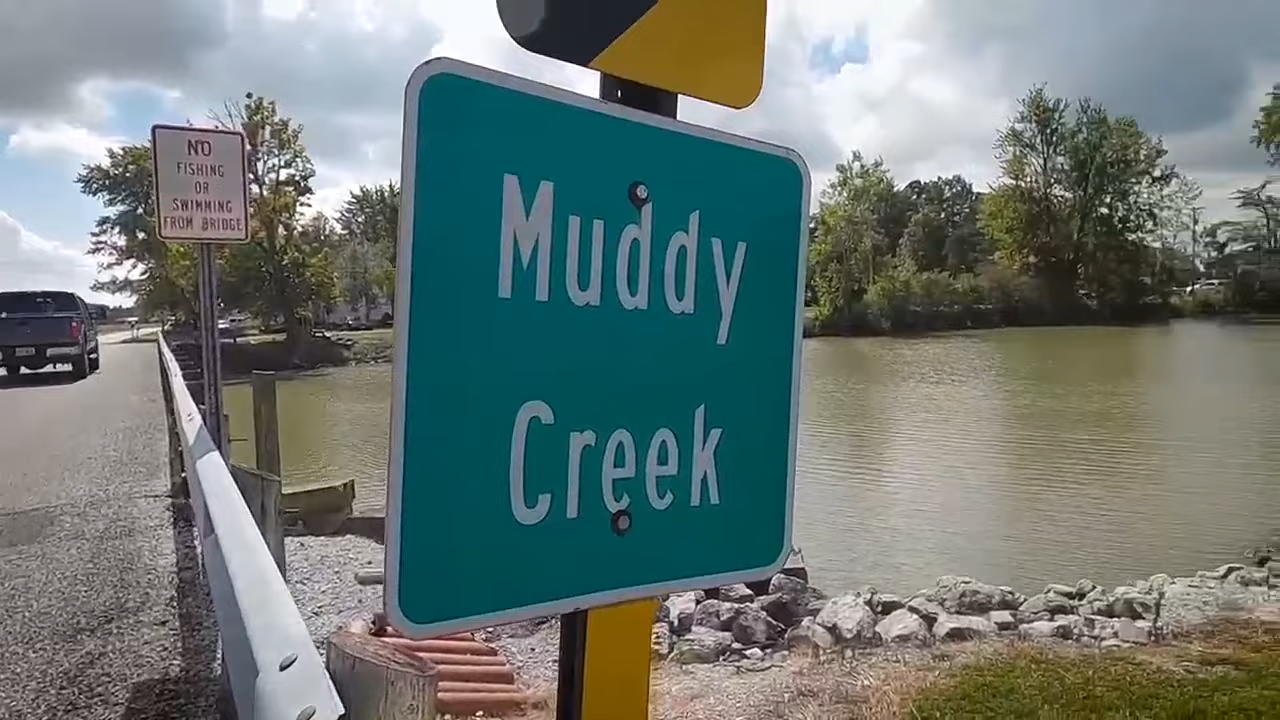 NO
FISHING
OR
SWIMMING
FROM BRIDGE
Muddy
Creek